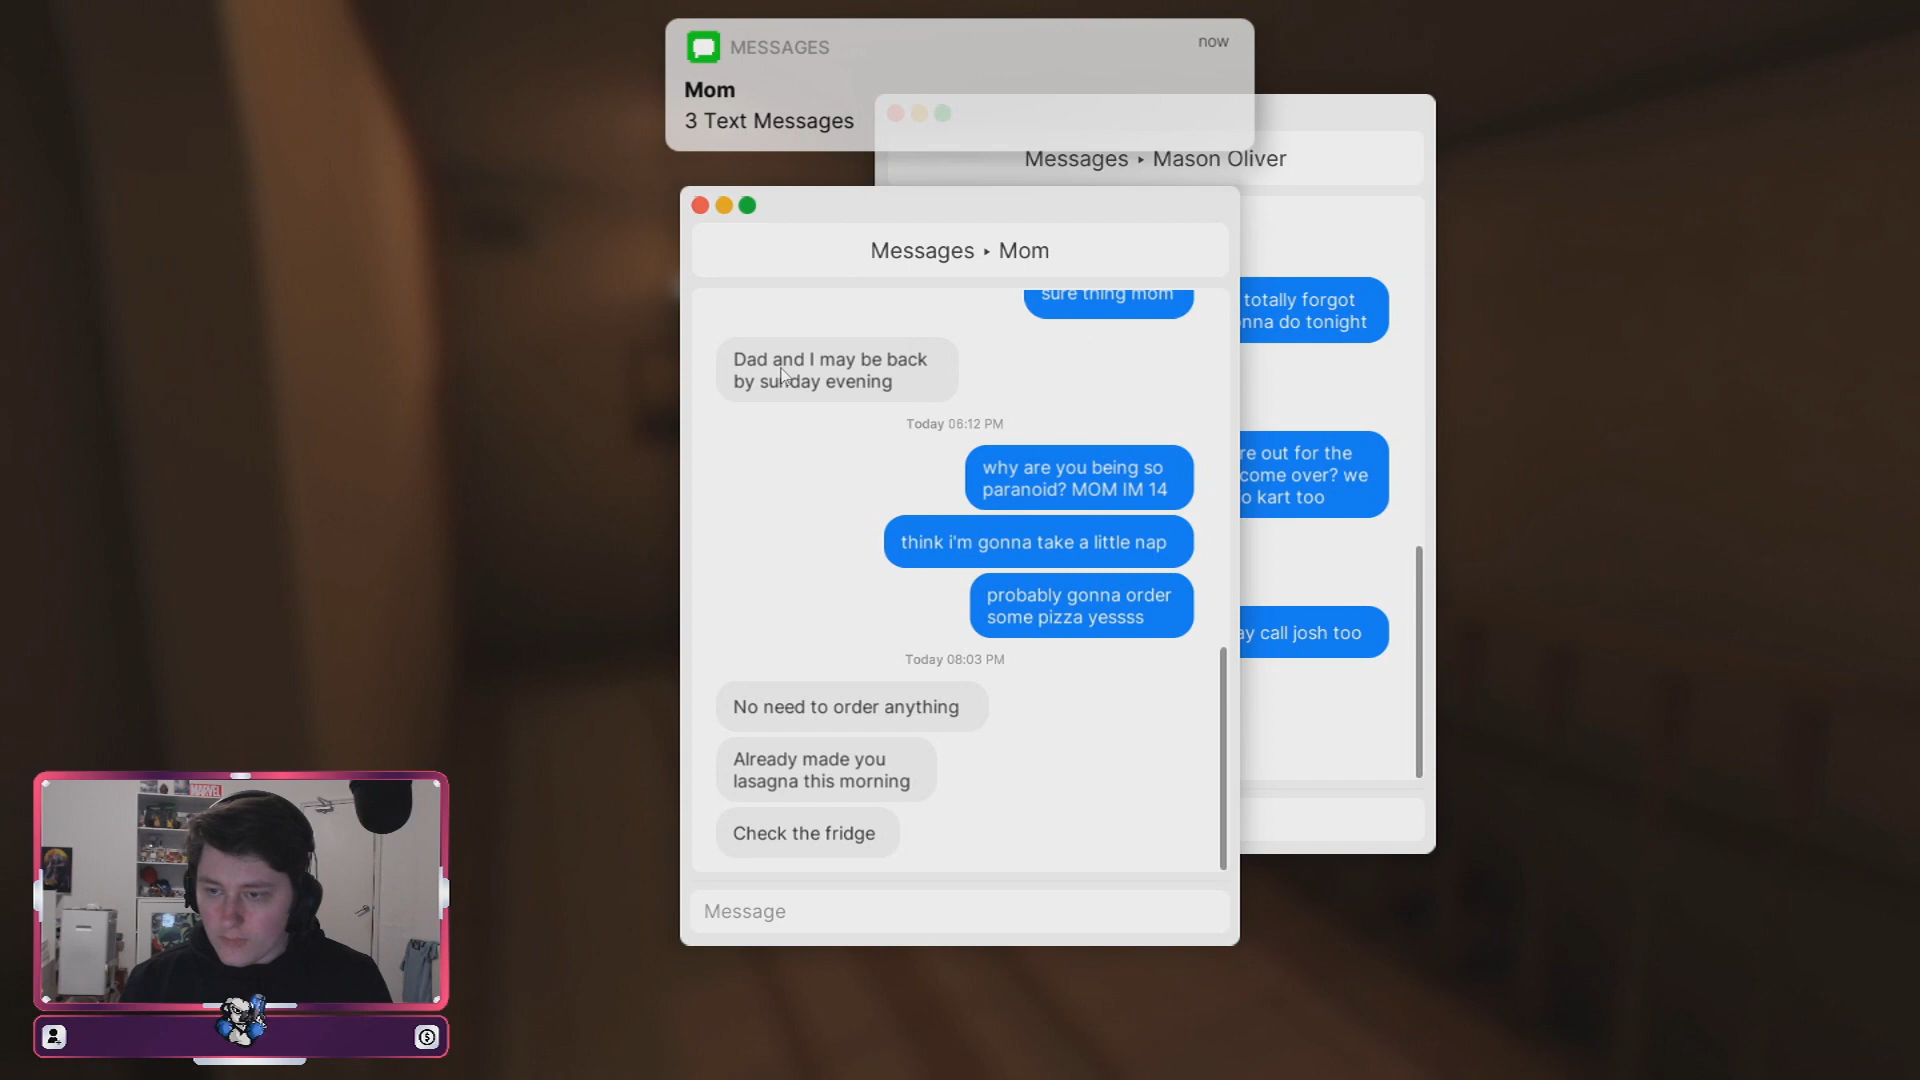 MESSAGES
now
Mom
3 Text Messages
Messages ▸ Mason Oliver
Messages ▸ Mom
sure thing mom
Dad and I may be back
by sunday evening
Today 06:12 PM
why are you being so
paranoid? MOM IM 14
think i'm gonna take a little nap
probably gonna order
some pizza yessss
Today 08:03 PM
No need to order anything
Already made you
lasagna this morning
Check the fridge
Message
totally forgot
do tonight
out for the
come over? we
kart too
call josh too
MARVEL